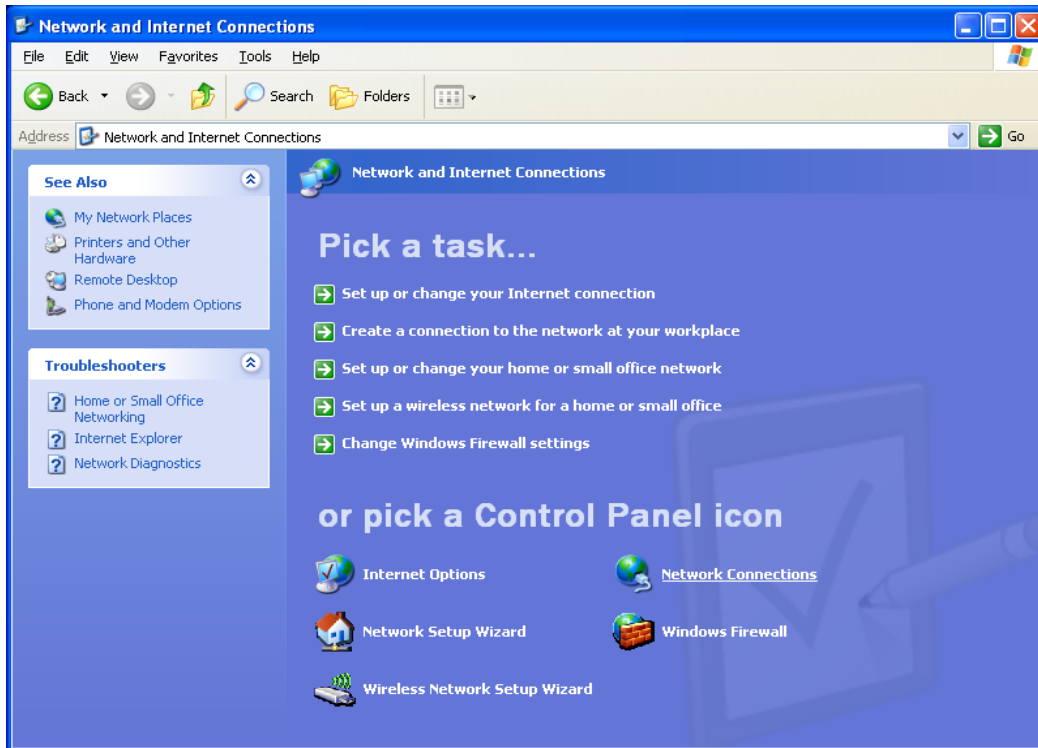 Network and Internet Connections
File Edit View Favorites Tools Help
Back Search Folders
Address Network and Internet Connections Go
See Also
My Network Places
Printers and Other
Hardware
Remote Desktop
Phone and Modem Options
Troubleshooters
Home or Small Office
Networking
Internet Explorer
Network Diagnostics
Network and Internet Connections
Pick a task...
Set up or change your Internet connection
Create a connection to the network at your workplace
Set up or change your home or small office network
Set up a wireless network for a home or small office
Change Windows Firewall settings
or pick a Control Panel icon
Internet Options
Network Connections
Network Setup Wizard
Windows Firewall
Wireless Network Setup Wizard